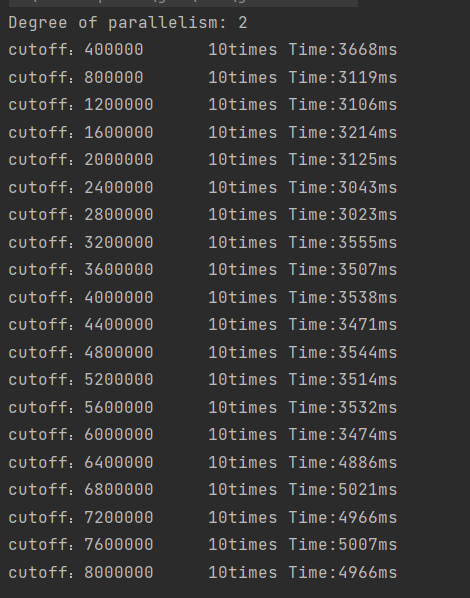 Degree of parallelism: 2
cutoff：400000 10times Time:3668ms
cutoff：800000 10times Time:3119ms
cutoff：1200000 10times Time:3106ms
cutoff：1600000 10times Time:3214ms
cutoff：2000000 10times Time:3125ms
cutoff：2400000 10times Time:3043ms
cutoff：2800000 10times Time:3023ms
cutoff：3200000 10times Time:3555ms
cutoff：3600000 10times Time:3507ms
cutoff：4000000 10times Time:3538ms
cutoff：4400000 10times Time:3471ms
cutoff：4800000 10times Time:3544ms
cutoff：5200000 10times Time:3514ms
cutoff：5600000 10times Time:3532ms
cutoff：6000000 10times Time:3474ms
cutoff：6400000 10times Time:4886ms
cutoff：6800000 10times Time:5021ms
cutoff：7200000 10times Time:4966ms
cutoff：7600000 10times Time:5007ms
cutoff：8000000 10times Time:4966ms